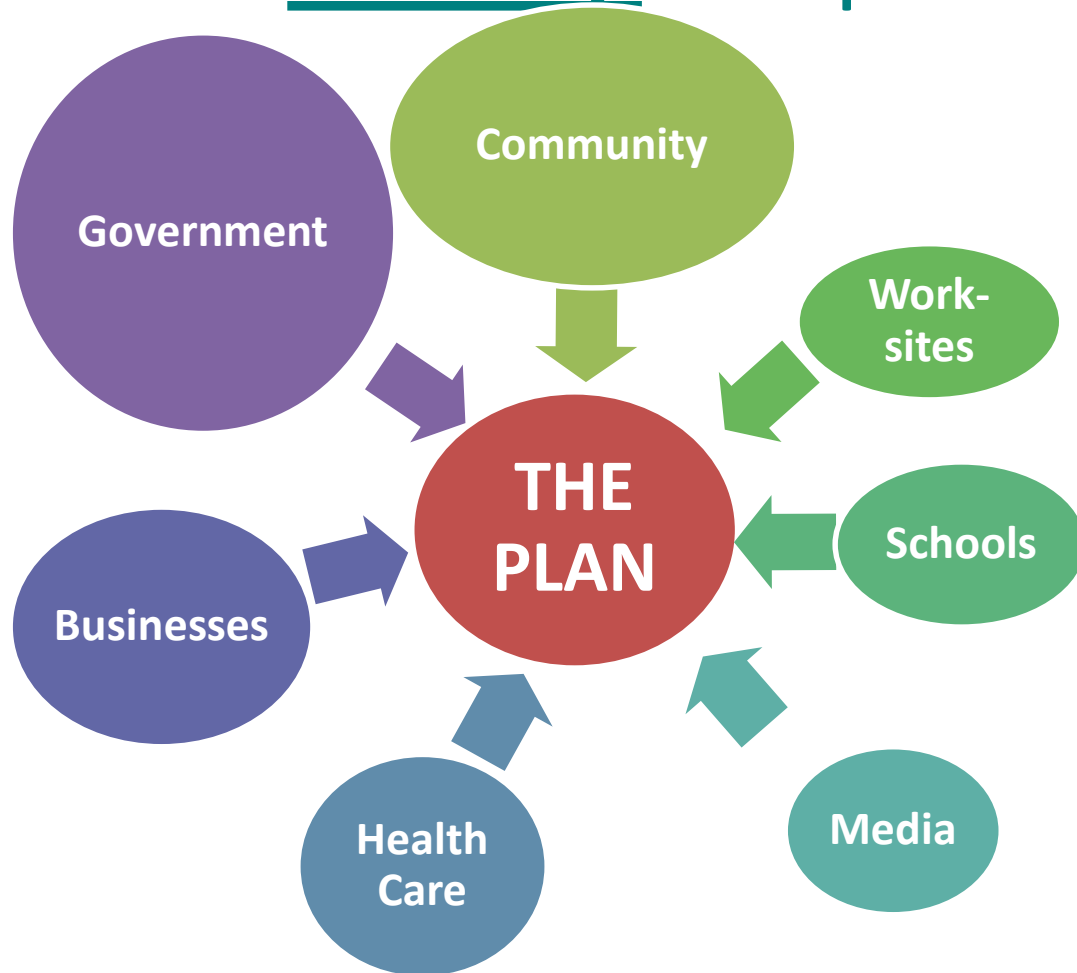 Community
Government
Work-
sites
THE
PLAN
Schools
Businesses
Health
Care
Media